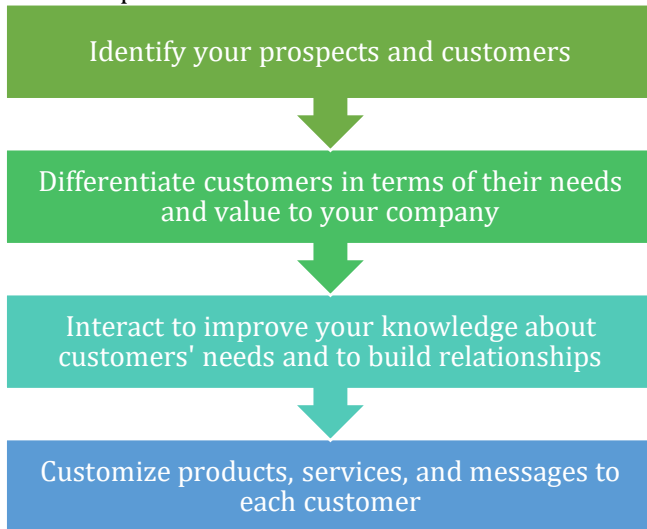 Identify your prospects and customers
Differentiate customers in terms of their needs
and value to your company
Interact to improve your knowledge about
customers' needs and to build relationships
Customize products, services, and messages to
each customer